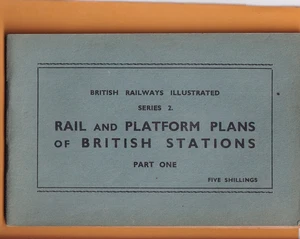 BRITISH RAILWAYS ILLUSTRATED
SERIES 2.
RAIL AND PLATFORM PLANS
OF BRITISH STATIONS
PART ONE
FIVE SHILLINGS